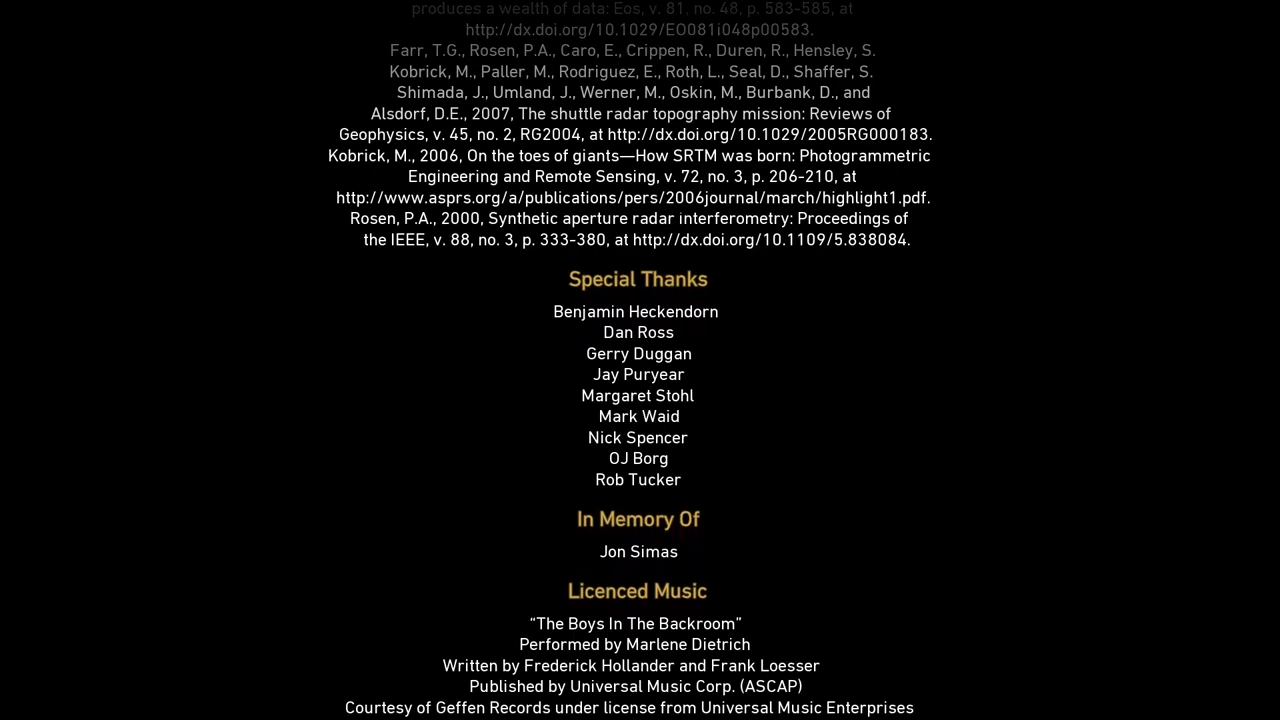 produces a wealth of data: Eos, v. 81, no. 48, p. 583-585, at
http://dx.doi.org/10.1029/EO081i048p00583.
Farr, T.G., Rosen, P.A., Caro, E., Crippen, R., Duren, R., Hensley, S.
Kobrick, M., Paller, M., Rodriguez, E., Roth, L., Seal, D., Shaffer, S.
Shimada, J., Umland, J., Werner, M., Oskin, M., Burbank, D., and
Alsdorf, D.E., 2007, The shuttle radar topography mission: Reviews of
Geophysics, v. 45, no. 2, RG2004, at http://dx.doi.org/10.1029/2005RG000183.
Kobrick, M., 2006, On the toes of giants—How SRTM was born: Photogrammetric
Engineering and Remote Sensing, v. 72, no. 3, p. 206-210, at
http://www.asprs.org/a/publications/pers/2006journal/march/highlight1.pdf.
Rosen, P.A., 2000, Synthetic aperture radar interferometry: Proceedings of
the IEEE, v. 88, no. 3, p. 333-380, at http://dx.doi.org/10.1109/5.838084.
Special Thanks
Benjamin Heckendorn
Dan Ross
Gerry Duggan
Jay Puryear
Margaret Stohl
Mark Waid
Nick Spencer
OJ Borg
Rob Tucker
In Memory Of
Jon Simas
Licenced Music
“The Boys In The Backroom”
Performed by Marlene Dietrich
Written by Frederick Hollander and Frank Loesser
Published by Universal Music Corp. (ASCAP)
Courtesy of Geffen Records under license from Universal Music Enterprises